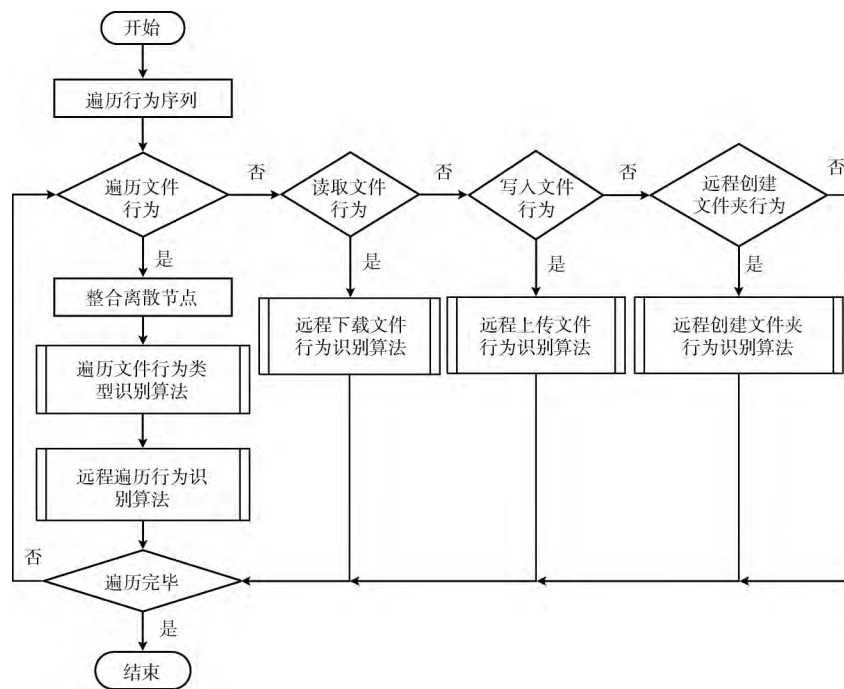 开始
遍历行为序列
否
否
否
否
遍历文件
行为
读取文件
行为
写入文件
行为
远程创建
文件夹行为
是
是
是
是
整合离散节点
远程下载文件
行为识别算法
远程上传文件
行为识别算法
远程创建文件夹
行为识别算法
遍历文件行为类
型识别算法
远程遍历行为识
别算法
否
遍历完毕
是
结束